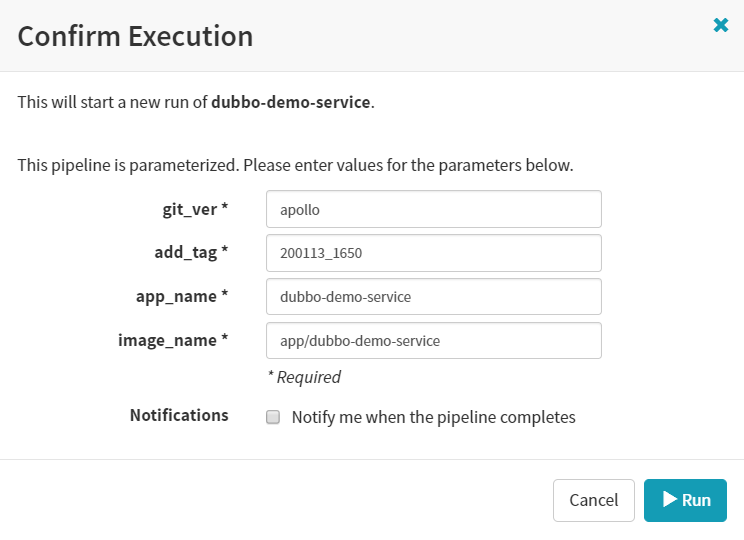 Confirm Execution
This will start a new run of dubbo-demo-service.
This pipeline is parameterized. Please enter values for the parameters below.
git_ver * apollo
add_tag * 200113_1650
app_name * dubbo-demo-service
image_name * app/dubbo-demo-service
* Required
Notifications Notify me when the pipeline completes
Cancel Run